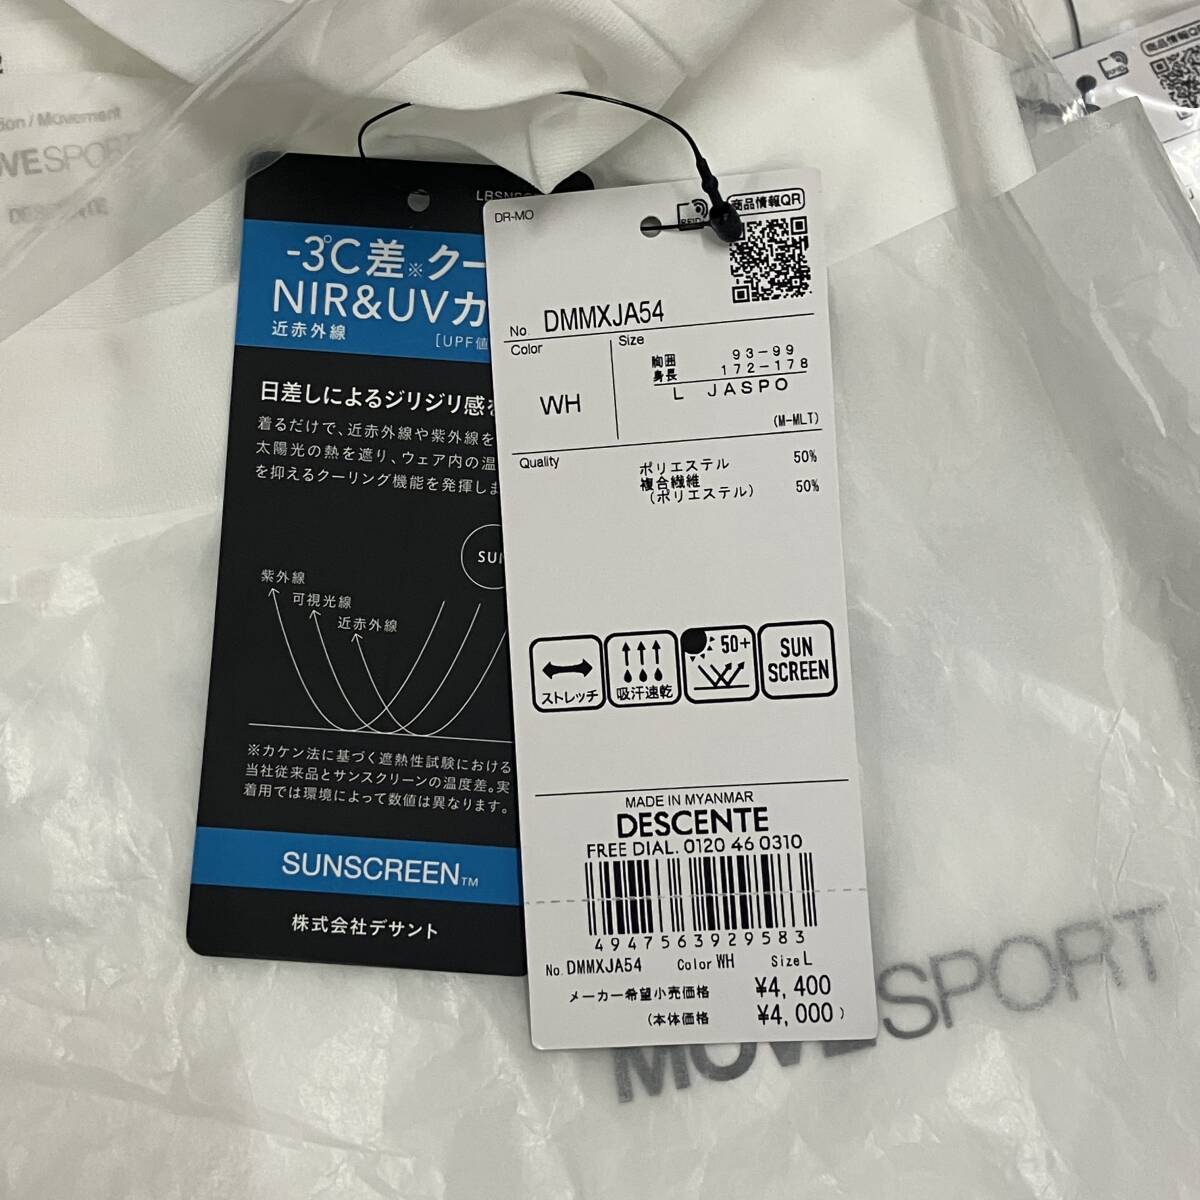 MOVESPORT
-3℃差※クー
NIR&UVカ
近赤外線
[UPF値
日差しによるジリジリ感を
着るだけで、近赤外線や紫外線を
太陽光の熱を遮り、ウェア内の温
を抑えるクーリング機能を発揮しま
SUN
紫外線
可視光線
近赤外線
※カケン法に基づく遮熱性試験における
当社従来品とサンスクリーンの温度差。実
着用では環境によって数値は異なります。
SUNSCREEN™
株式会社デサント
DR-MO
RFID
商品情報QR
No. DMMXJA54
Color
Size
WH
胸囲 93-99
身長 172-178
L JASPO
(M-MLT)
Quality
ポリエステル 50%
複合繊維
(ポリエステル) 50%
ストレッチ
吸汗速乾
50+
SUN
SCREEN
MADE IN MYANMAR
DESCENTE
FREE DIAL. 0120 46 0310
4947563929583
No. DMMXJA54 Color WH Size L
メーカー希望小売価格 ¥4,400
(本体価格 ¥4,000)
MOVESPORT
商品情報QR